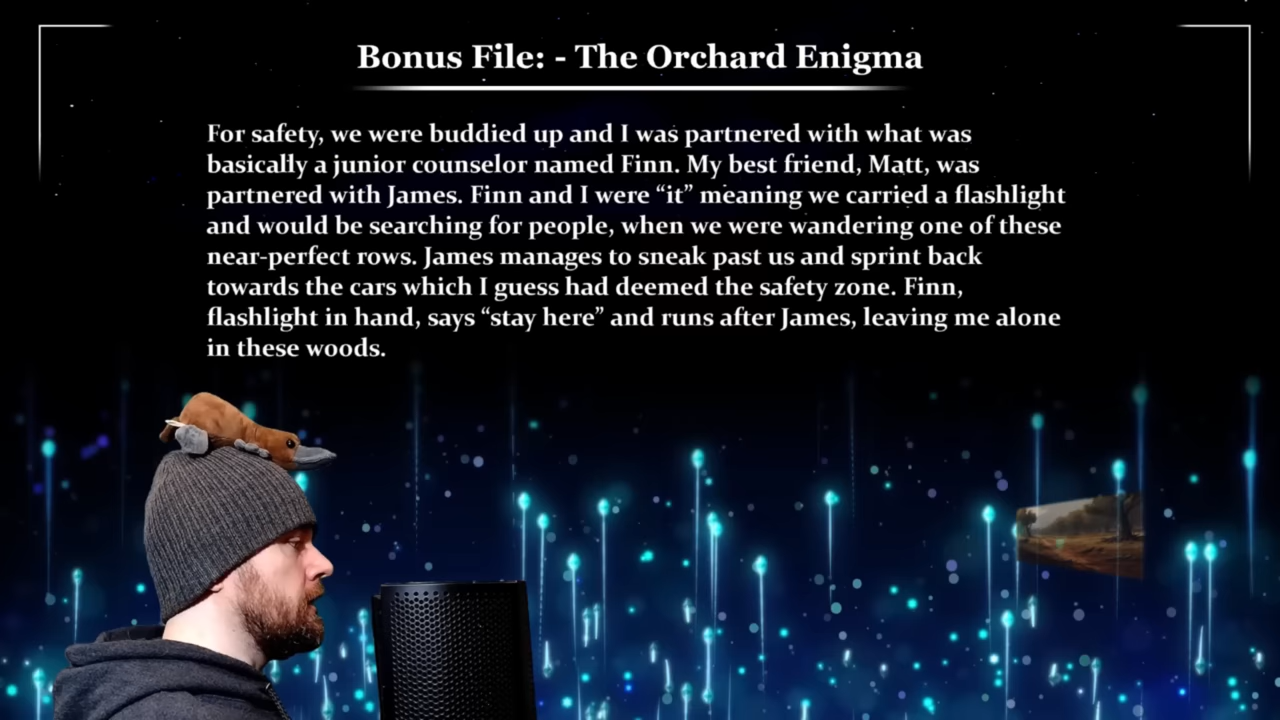 Bonus File: - The Orchard Enigma
For safety, we were buddied up and I was partnered with what was
basically a junior counselor named Finn. My best friend, Matt, was
partnered with James. Finn and I were “it” meaning we carried a flashlight
and would be searching for people, when we were wandering one of these
near-perfect rows. James manages to sneak past us and sprint back
towards the cars which I guess had deemed the safety zone. Finn,
flashlight in hand, says “stay here” and runs after James, leaving me alone
in these woods.